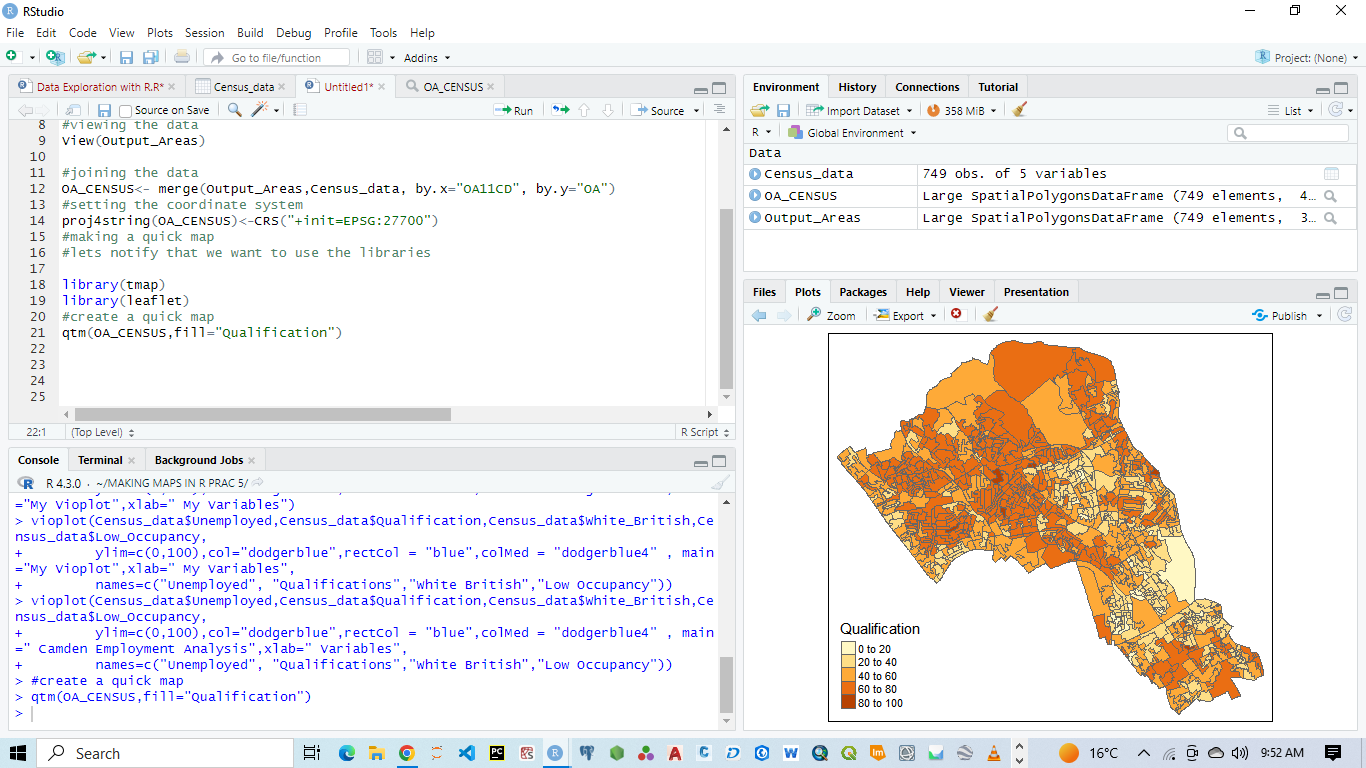 RStudio
File Edit Code View Plots Session Build Debug Profile Tools Help
Go to file/function Addins Project: (None)
Data Exploration with R.R* Census_data Untitled1* OA_CENSUS
Source on Save Run Source
8 #viewing the data
9 View(Output_Areas)
10
11 #joining the data
12 OA_CENSUS<- merge(Output_Areas,Census_data, by.x="OA11CD", by.y="OA")
13 #setting the coordinate system
14 proj4string(OA_CENSUS)<-CRS("+init=EPSG:27700")
15 #making a quick map
16 #lets notify that we want to use the libraries
17
18 library(tmap)
19 library(leaflet)
20 #create a quick map
21 qtm(OA_CENSUS,fill="Qualification")
22
23
24
25
22:1 (Top Level) R Script
Console Terminal Background Jobs
R 4.3.0 · ~/MAKING MAPS IN R PRAC 5/
="My Vioplot",xlab=" My Variables")
> vioplot(Census_data$Unemployed,Census_data$Qualification,Census_data$White_British,Ce
nsus_data$Low_Occupancy,
+ ylim=c(0,100),col="dodgerblue",rectCol = "blue",colMed = "dodgerblue4" , main
="My Vioplot",xlab=" My Variables",
+ names=c("Unemployed", "Qualifications","White British","Low Occupancy"))
> vioplot(Census_data$Unemployed,Census_data$Qualification,Census_data$White_British,Ce
nsus_data$Low_Occupancy,
+ ylim=c(0,100),col="dodgerblue",rectCol = "blue",colMed = "dodgerblue4" , main
=" Camden Employment Analysis",xlab=" Variables",
+ names=c("Unemployed", "Qualifications","White British","Low Occupancy"))
> #create a quick map
> qtm(OA_CENSUS,fill="Qualification")
>
Environment History Connections Tutorial
Import Dataset 358 MiB List
R Global Environment
Data
Census_data 749 obs. of 5 variables
OA_CENSUS Large SpatialPolygonsDataFrame (749 elements, 4…
Output_Areas Large SpatialPolygonsDataFrame (749 elements, 3…
Files Plots Packages Help Viewer Presentation
Zoom Export Publish
Qualification
0 to 20
20 to 40
40 to 60
60 to 80
80 to 100
Search 16°C 9:52 AM